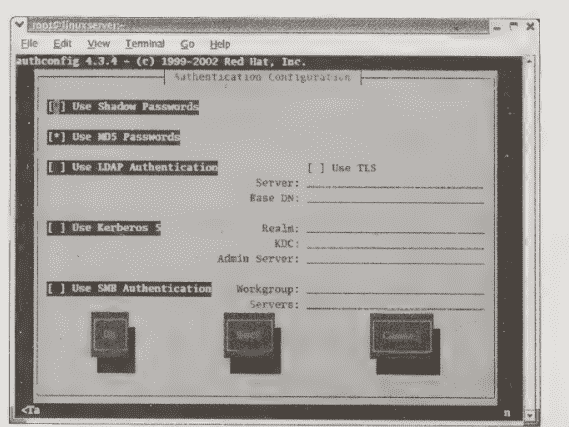 root@linuxserver:~
File Edit View Terminal Go Help
authconfig 4.3.4 - (c) 1999-2002 Red Hat, Inc.
Authentication Configuration
[*] Use Shadow Passwords
[*] Use MD5 Passwords
[ ] Use LDAP Authentication [ ] Use TLS
Server:
Base DN:
[ ] Use Kerberos 5 Realm:
KDC:
Admin Server:
[ ] Use SMB Authentication Workgroup:
Servers:
<Ta n